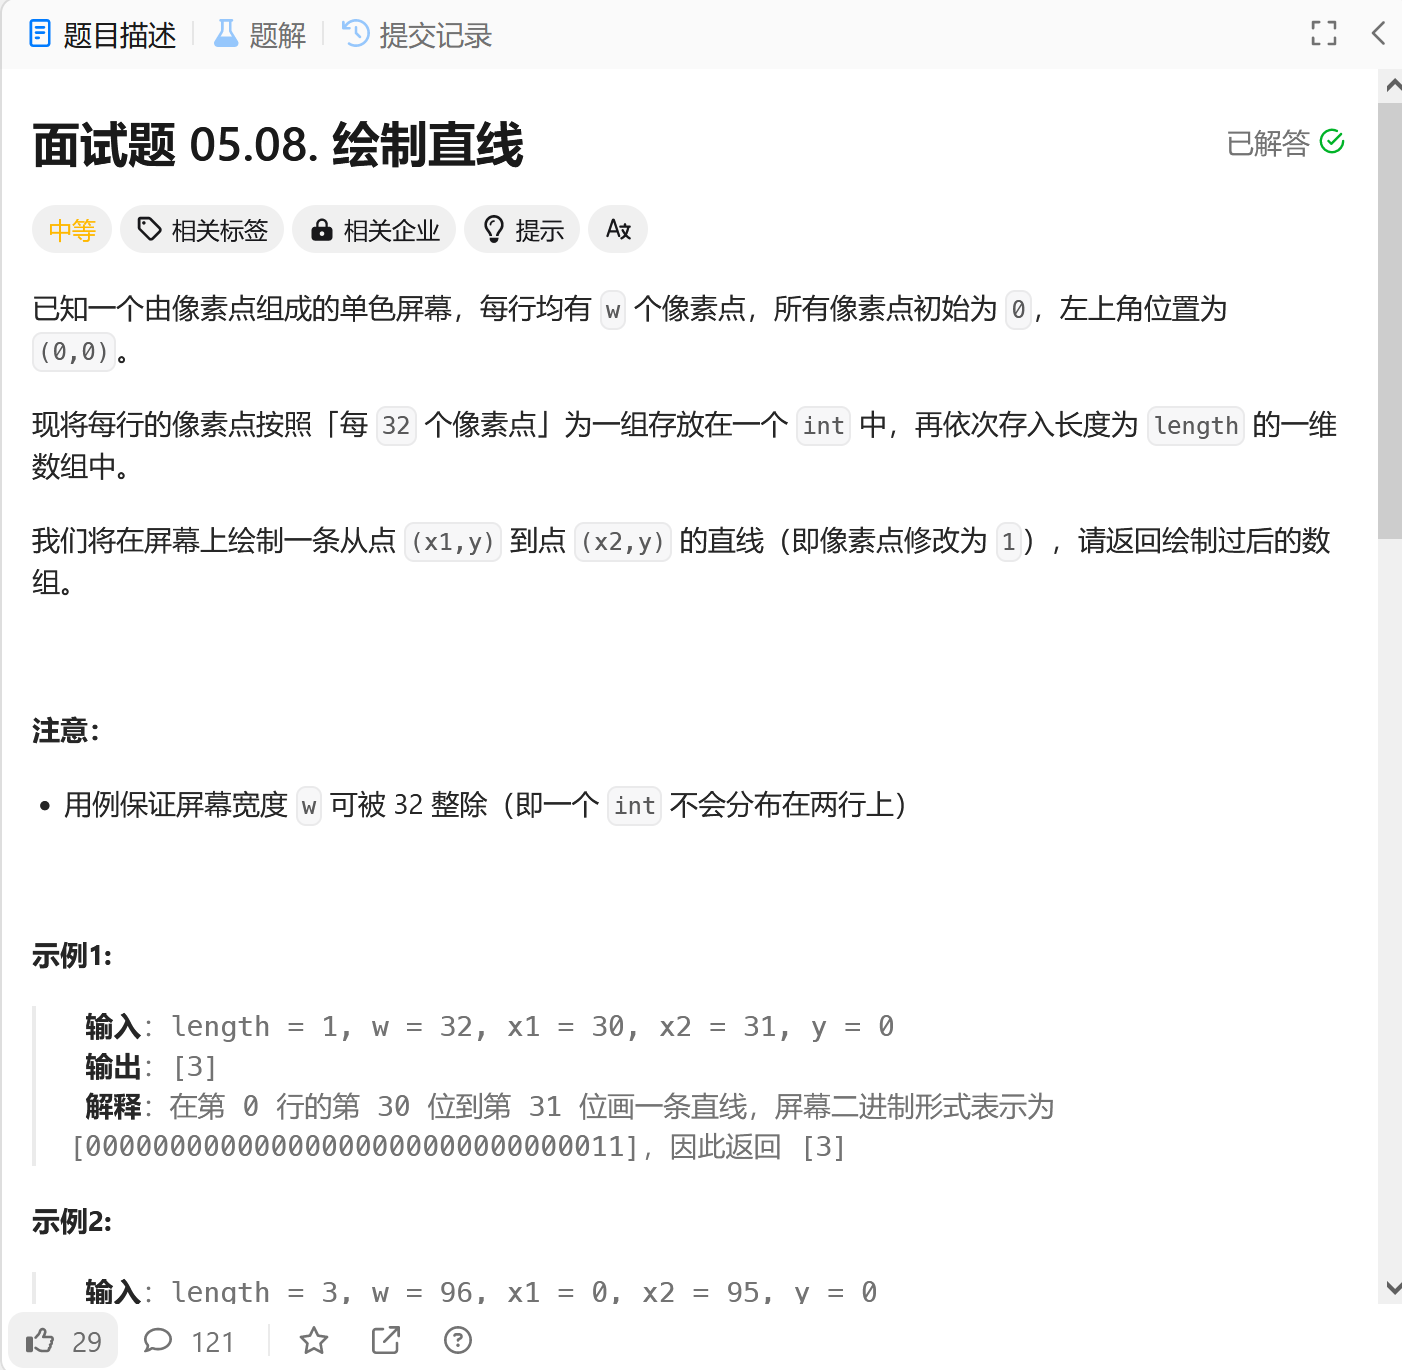 题目描述 题解 提交记录
面试题 05.08. 绘制直线
已解答
中等 相关标签 相关企业 提示 Aを
已知一个由像素点组成的单色屏幕，每行均有 w 个像素点，所有像素点初始为 0，左上角位置为
(0,0)。
现将每行的像素点按照「每 32 个像素点」为一组存放在一个 int 中，再依次存入长度为 length 的一维
数组中。
我们将在屏幕上绘制一条从点 (x1,y) 到点 (x2,y) 的直线（即像素点修改为 1），请返回绘制过后的数
组。
注意：
• 用例保证屏幕宽度 w 可被 32 整除（即一个 int 不会分布在两行上）
示例1:
输入：length = 1, w = 32, x1 = 30, x2 = 31, y = 0
输出：[3]
解释：在第 0 行的第 30 位到第 31 位画一条直线，屏幕二进制形式表示为
[00000000000000000000000000000011]，因此返回 [3]
示例2:
输入：length = 3, w = 96, x1 = 0, x2 = 95, y = 0
29 121